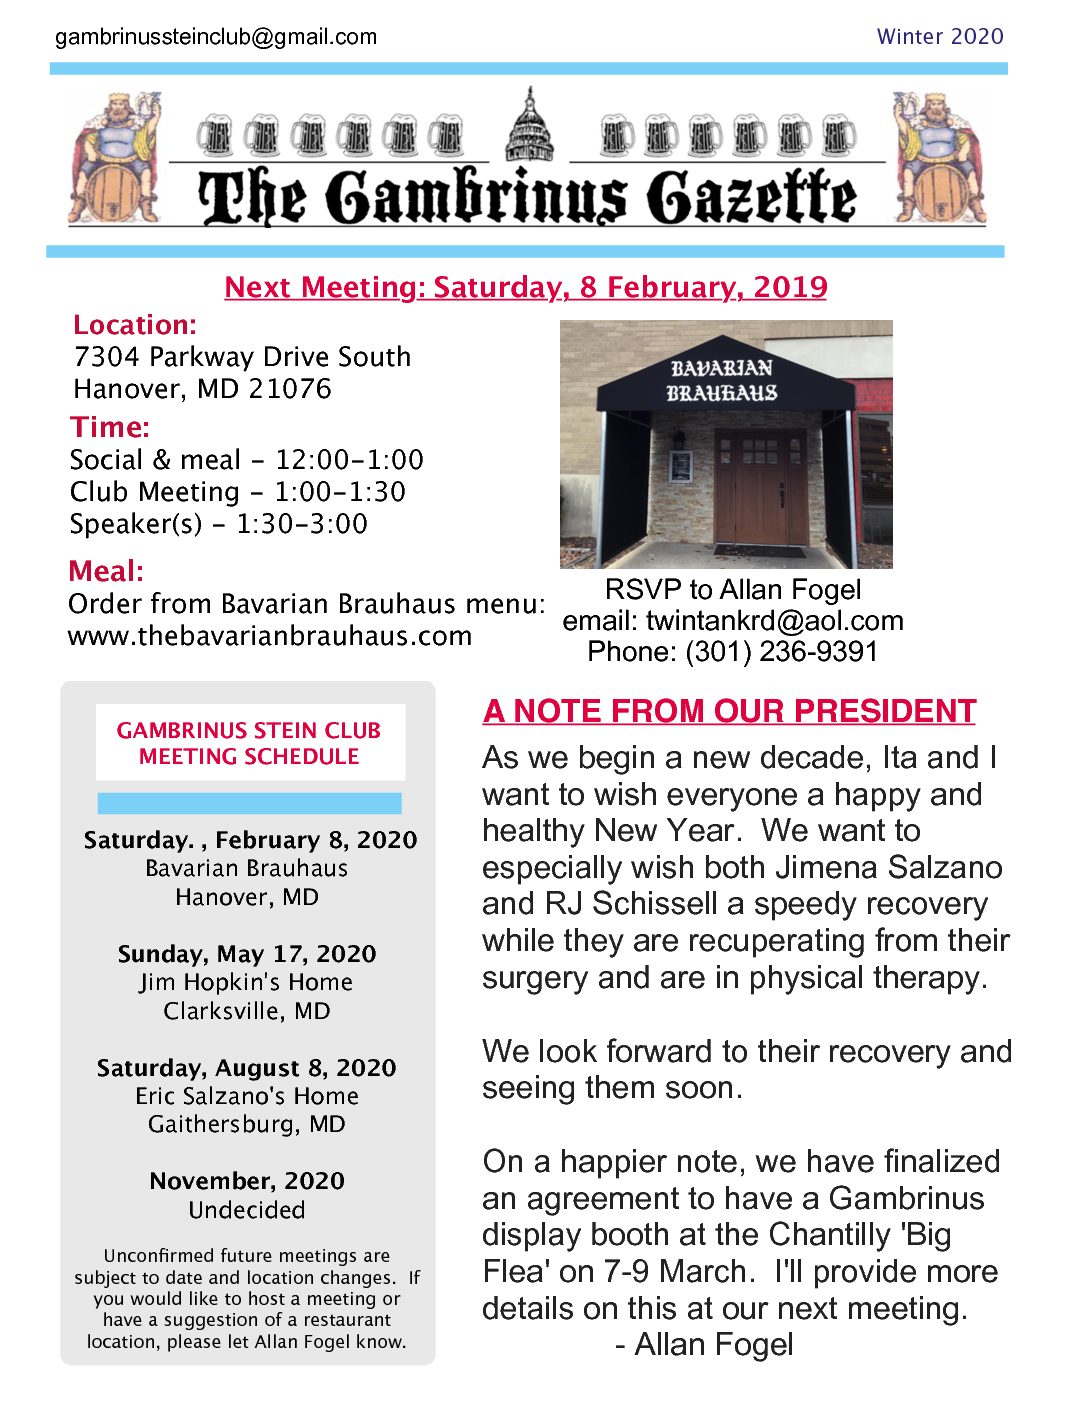 gambrinussteinclub@gmail.com
Winter 2020
The Gambrinus Gazette
Next Meeting: Saturday, 8 February, 2019
Location:
7304 Parkway Drive South
Hanover, MD 21076
Time:
Social & meal - 12:00-1:00
Club Meeting - 1:00-1:30
Speaker(s) - 1:30-3:00
Meal:
Order from Bavarian Brauhaus menu:
www.thebavarianbrauhaus.com
BAVARIAN
BRAUHAUS
RSVP to Allan Fogel
email: twintankrd@aol.com
Phone: (301) 236-9391
GAMBRINUS STEIN CLUB
MEETING SCHEDULE
Saturday. , February 8, 2020
Bavarian Brauhaus
Hanover, MD
Sunday, May 17, 2020
Jim Hopkin's Home
Clarksville, MD
Saturday, August 8, 2020
Eric Salzano's Home
Gaithersburg, MD
November, 2020
Undecided
Unconfirmed future meetings are
subject to date and location changes.  If
you would like to host a meeting or
have a suggestion of a restaurant
location, please let Allan Fogel know.
A NOTE FROM OUR PRESIDENT
As we begin a new decade, Ita and I
want to wish everyone a happy and
healthy New Year.  We want to
especially wish both Jimena Salzano
and RJ Schissell a speedy recovery
while they are recuperating from their
surgery and are in physical therapy.
We look forward to their recovery and
seeing them soon.
On a happier note, we have finalized
an agreement to have a Gambrinus
display booth at the Chantilly 'Big
Flea' on 7-9 March.  I'll provide more
details on this at our next meeting.
- Allan Fogel